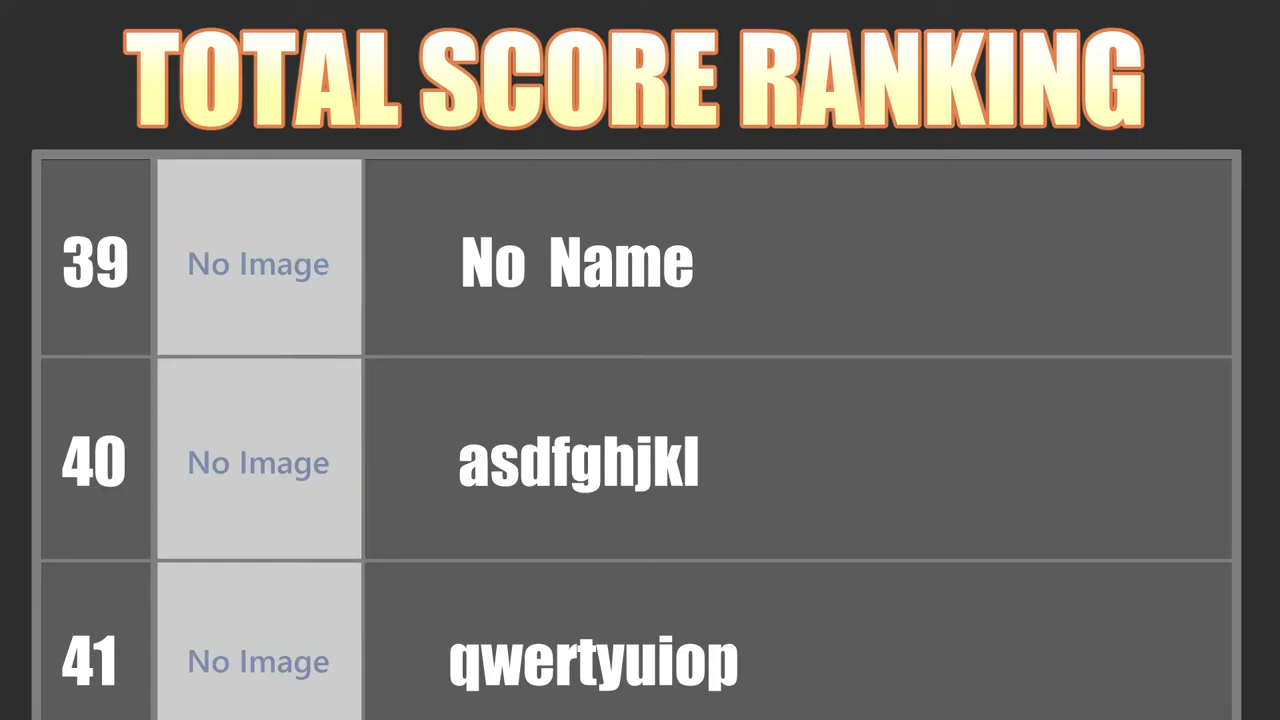 TOTAL SCORE RANKING
39 No Image No Name
40 No Image asdfghjkl
41 No Image qwertyuiop